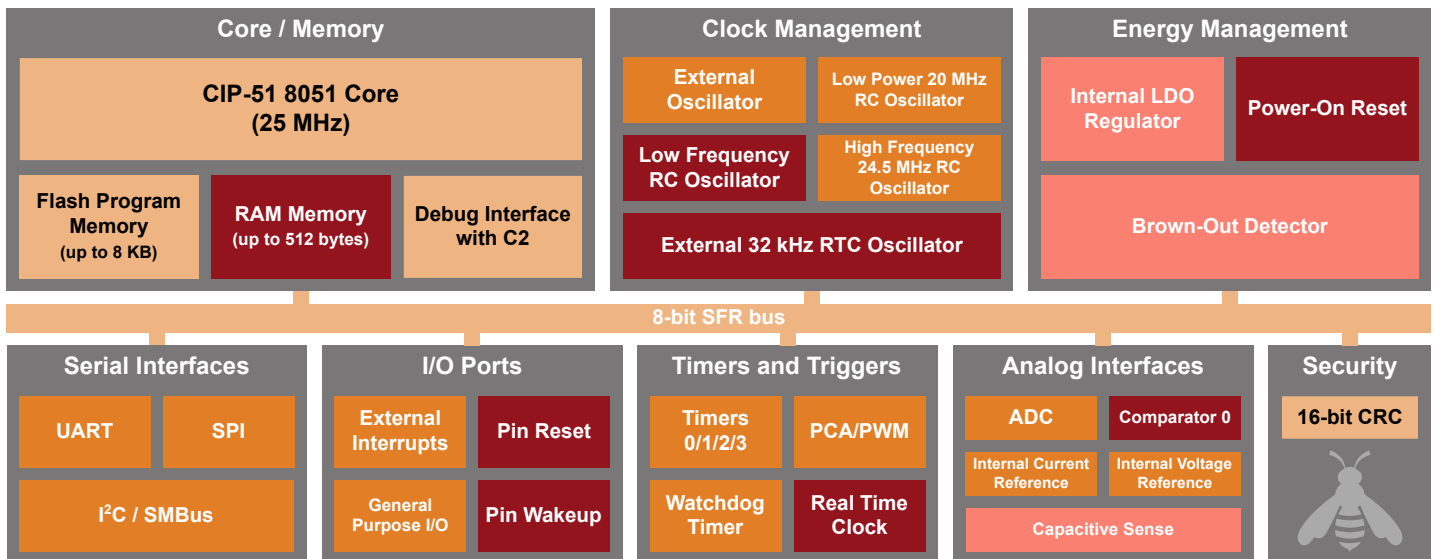 Core / Memory
CIP-51 8051 Core
(25 MHz)
Flash Program
Memory
(up to 8 KB)
RAM Memory
(up to 512 bytes)
Debug Interface
with C2
Clock Management
External
Oscillator
Low Power 20 MHz
RC Oscillator
Low Frequency
RC Oscillator
High Frequency
24.5 MHz RC
Oscillator
External 32 kHz RTC Oscillator
Energy Management
Internal LDO
Regulator
Power-On Reset
Brown-Out Detector
8-bit SFR bus
Serial Interfaces
UART
SPI
I²C / SMBus
I/O Ports
External
Interrupts
Pin Reset
General
Purpose I/O
Pin Wakeup
Timers and Triggers
Timers
0/1/2/3
PCA/PWM
Watchdog
Timer
Real Time
Clock
Analog Interfaces
ADC
Comparator 0
Internal Current
Reference
Internal Voltage
Reference
Capacitive Sense
Security
16-bit CRC